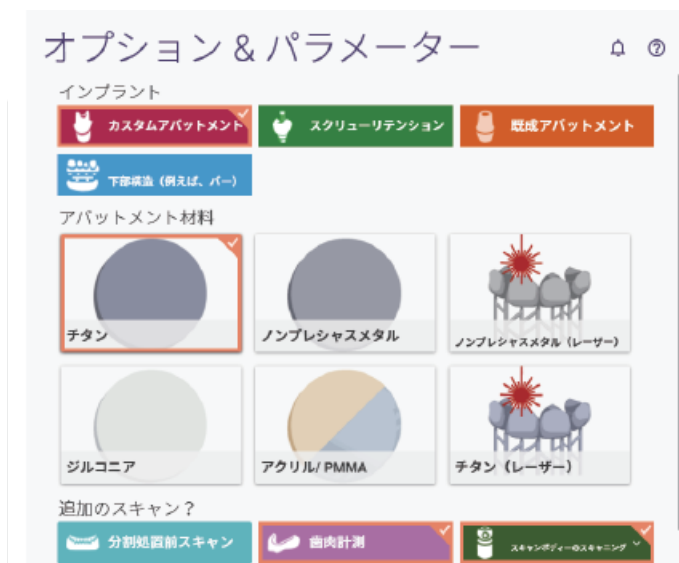 オプション & パラメーター
インプラント
カスタムアバットメント
スクリューリテンション
既成アバットメント
下部構造（例えば、バー）
アバットメント材料
チタン
ノンプレシャスメタル
ノンプレシャスメタル（レーザー）
ジルコニア
アクリル/ PMMA
チタン（レーザー）
追加のスキャン？
分割処置前スキャン
歯肉計測
スキャンボディーのスキャニング